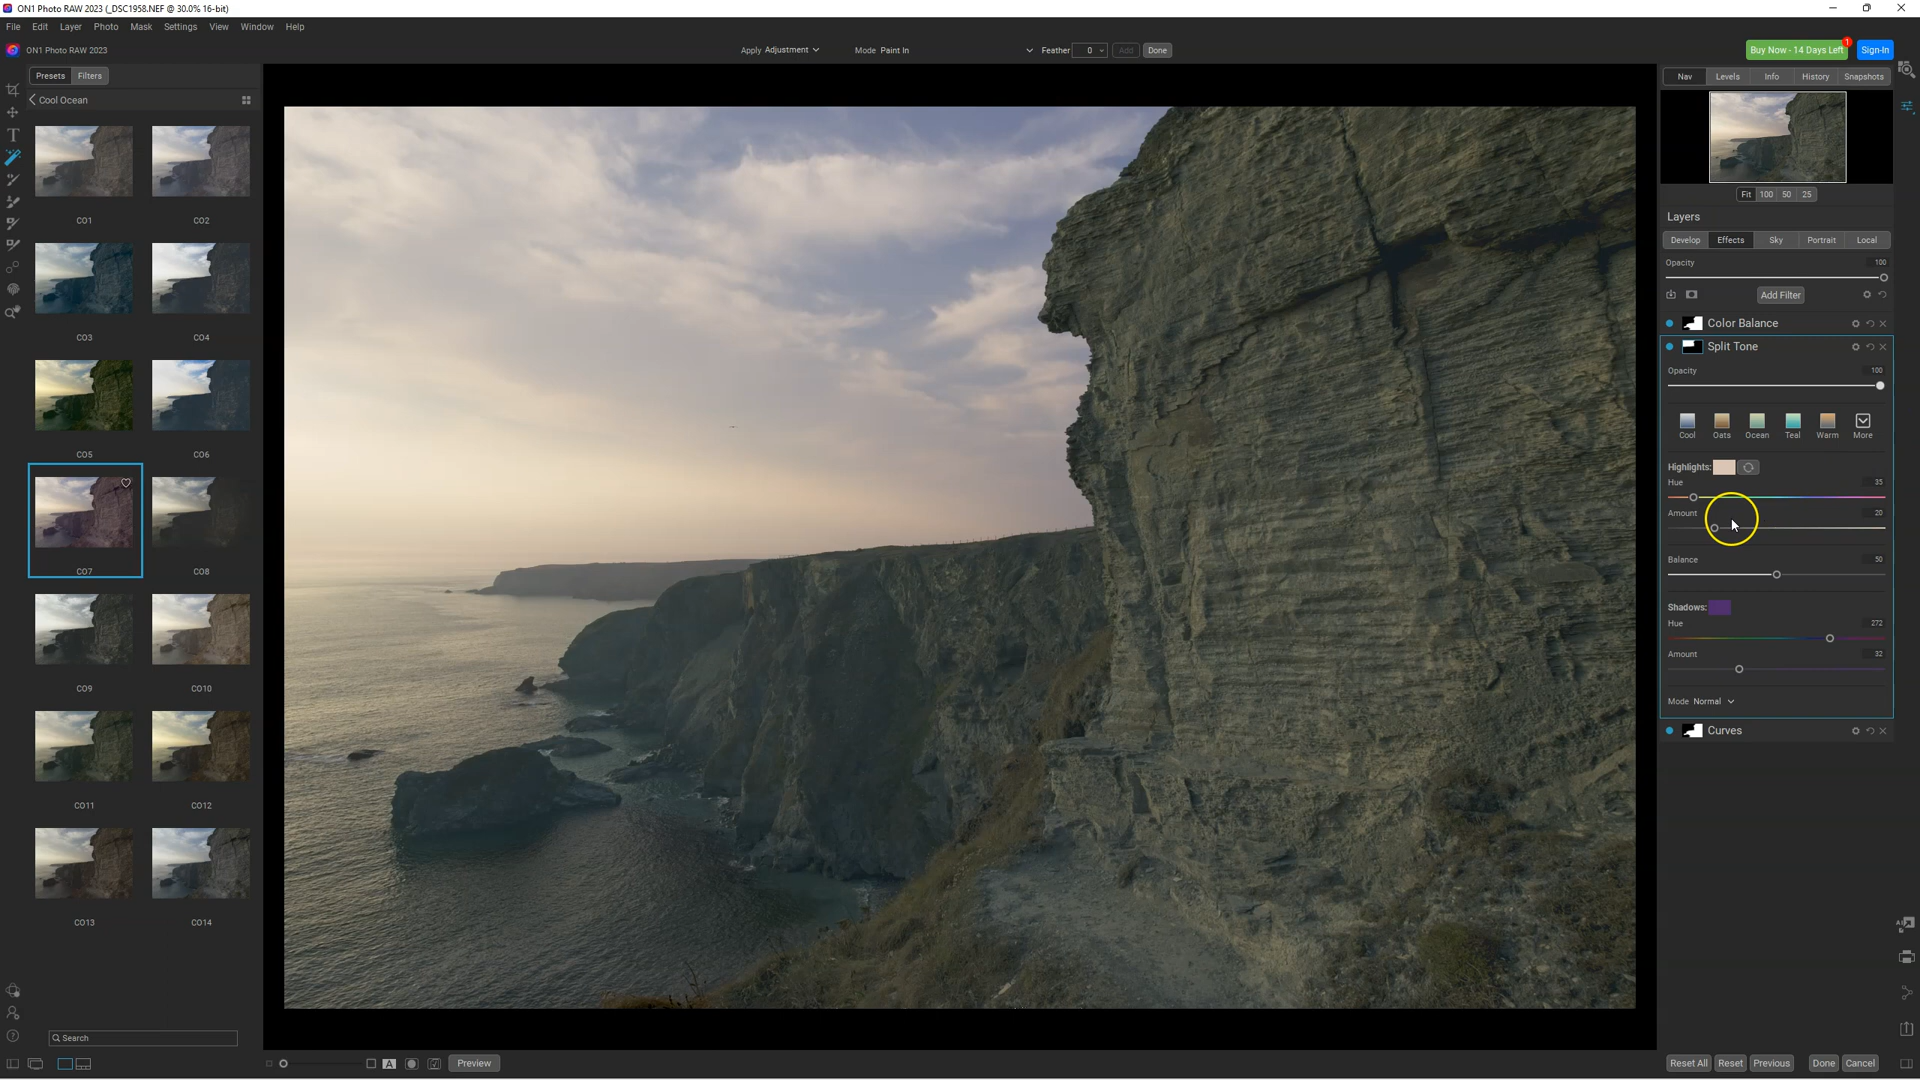 ON1 Photo RAW 2023 (_DSC1958.NEF @ 30.0% 16-bit)
File Edit Layer Photo Mask Settings View Window Help
ON1 Photo RAW 2023
Apply Adjustment Mode Paint In Feather 0 Add Done
Buy Now - 14 Days Left 1 Sign-In
Presets Filters
Nav Levels Info History Snapshots
Cool Ocean
CO1 CO2
CO3 CO4
CO5 CO6
CO7 CO8
CO9 CO10
CO11 CO12
CO13 CO14
Search
Fit 100 50 25
Layers
Develop Effects Sky Portrait Local
Opacity 100
Add Filter
Color Balance
Split Tone
Opacity 100
Cool Oats Ocean Teal Warm More
Highlights:
Hue 35
Amount 20
Balance 50
Shadows:
Hue 272
Amount 32
Mode Normal
Curves
A Preview
Reset All Reset Previous Done Cancel